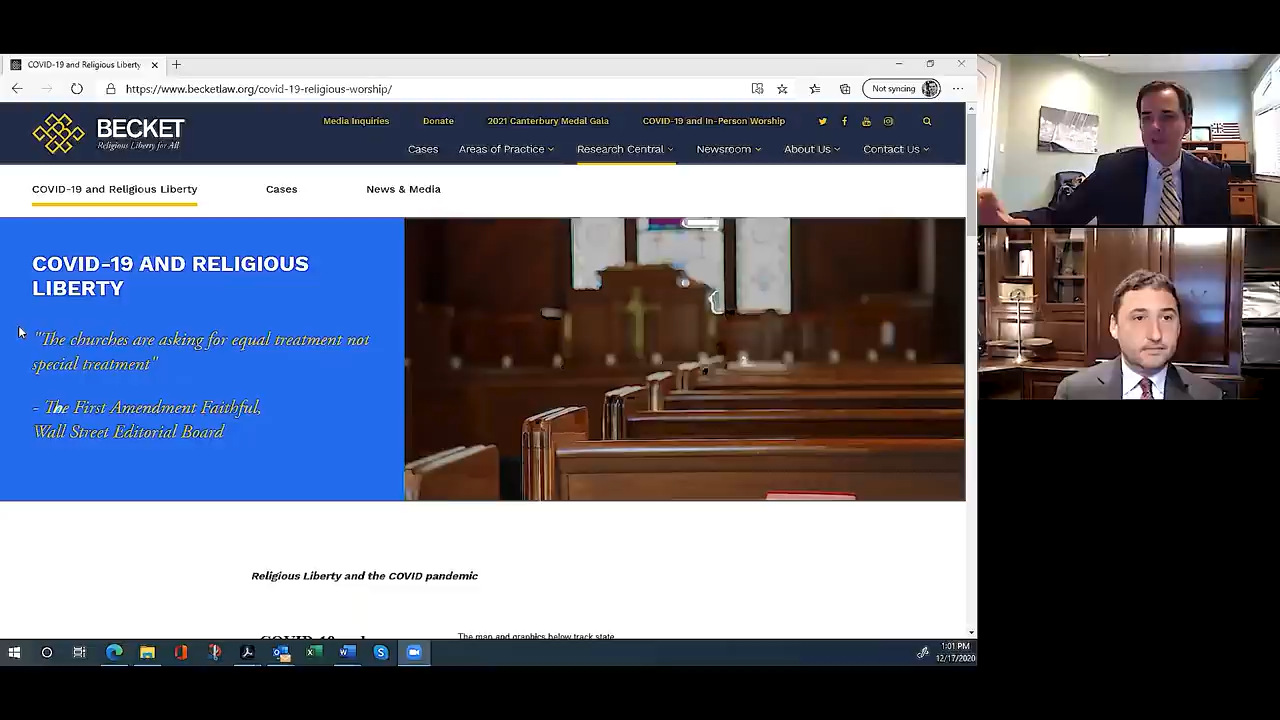 COVID-19 and Religious Liberty
https://www.becketlaw.org/covid-19-religious-worship/
Not syncing
BECKET
Religious Liberty for All
Media Inquiries Donate 2021 Canterbury Medal Gala COVID-19 and In-Person Worship
Cases Areas of Practice Research Central Newsroom About Us Contact Us
COVID-19 and Religious Liberty Cases News & Media
COVID-19 AND RELIGIOUS
LIBERTY
"The churches are asking for equal treatment not
special treatment"
- The First Amendment Faithful,
Wall Street Editorial Board
Religious Liberty and the COVID pandemic
The map and graphics below track state
1:01 PM
12/17/2020